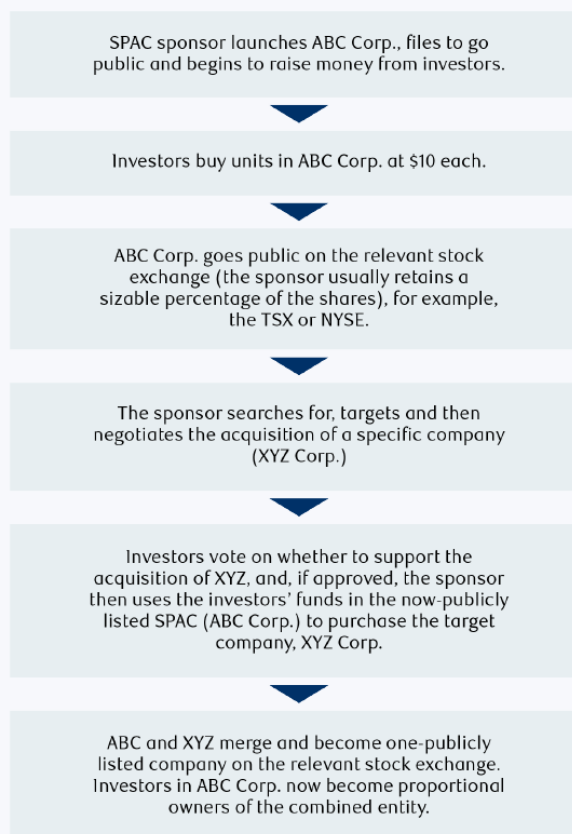 SPAC sponsor launches ABC Corp., files to go
public and begins to raise money from investors.
Investors buy units in ABC Corp. at $10 each.
ABC Corp. goes public on the relevant stock
exchange (the sponsor usually retains a
sizable percentage of the shares), for example,
the TSX or NYSE.
The sponsor searches for, targets and then
negotiates the acquisition of a specific company
(XYZ Corp.)
Investors vote on whether to support the
acquisition of XYZ, and, if approved, the sponsor
then uses the investors’ funds in the now-publicly
listed SPAC (ABC Corp.) to purchase the target
company, XYZ Corp.
ABC and XYZ merge and become one-publicly
listed company on the relevant stock exchange.
Investors in ABC Corp. now become proportional
owners of the combined entity.